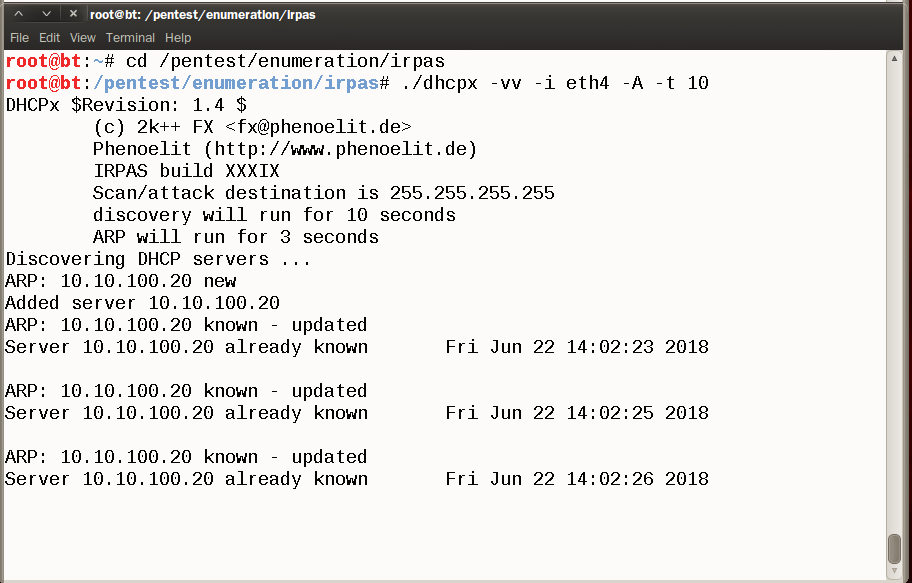 root@bt: /pentest/enumeration/irpas
File Edit View Terminal Help
root@bt:~# cd /pentest/enumeration/irpas
root@bt:/pentest/enumeration/irpas# ./dhcpx -vv -i eth4 -A -t 10
DHCPx $Revision: 1.4 $
        (c) 2k++ FX <fx@phenoelit.de>
        Phenoelit (http://www.phenoelit.de)
        IRPAS build XXXIX
        Scan/attack destination is 255.255.255.255
        discovery will run for 10 seconds
        ARP will run for 3 seconds
Discovering DHCP servers ...
ARP: 10.10.100.20 new
Added server 10.10.100.20
ARP: 10.10.100.20 known - updated
Server 10.10.100.20 already known       Fri Jun 22 14:02:23 2018
ARP: 10.10.100.20 known - updated
Server 10.10.100.20 already known       Fri Jun 22 14:02:25 2018
ARP: 10.10.100.20 known - updated
Server 10.10.100.20 already known       Fri Jun 22 14:02:26 2018